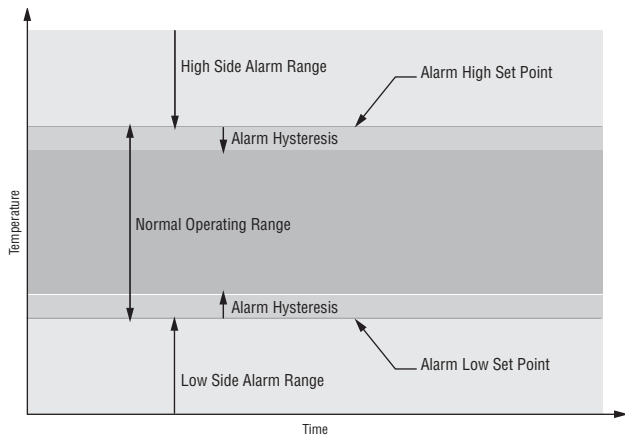 High Side Alarm Range
Alarm High Set Point
Alarm Hysteresis
Normal Operating Range
Temperature
Alarm Hysteresis
Alarm Low Set Point
Low Side Alarm Range
Time